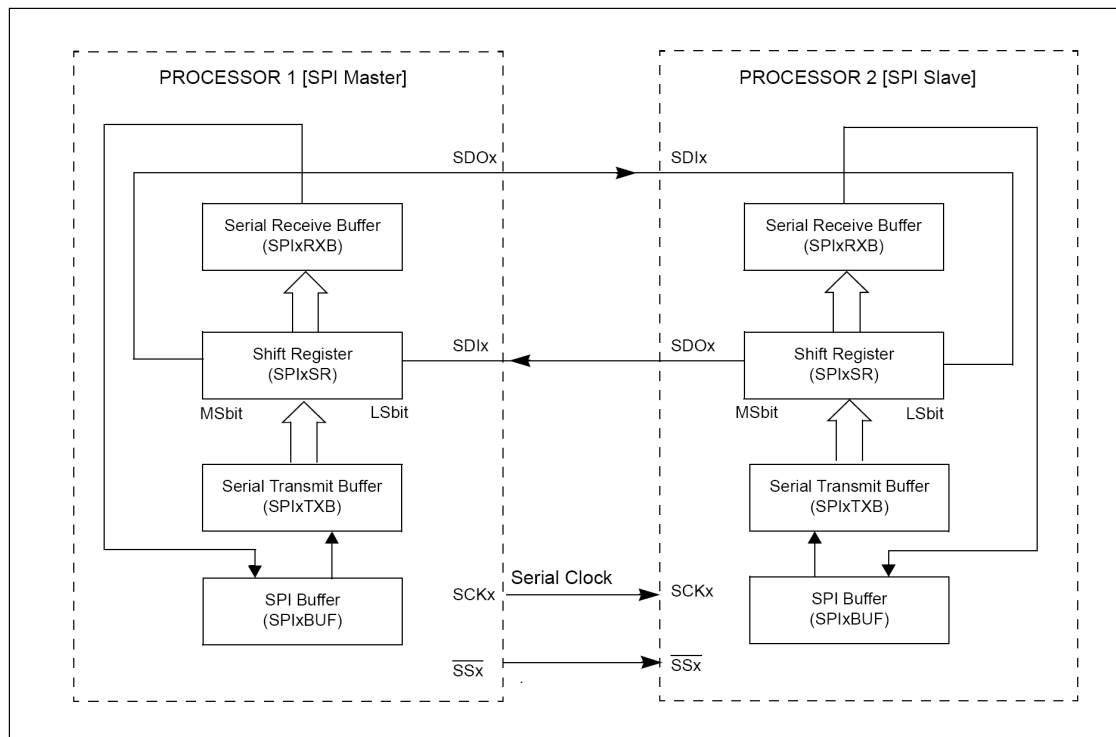 PROCESSOR 1 [SPI Master]
SDOx
Serial Receive Buffer
(SPIxRXB)
Shift Register
(SPIxSR)
SDIx
MSbit
LSbit
Serial Transmit Buffer
(SPIxTXB)
SPI Buffer
(SPIxBUF)
SCKx
SSx
Serial Clock
PROCESSOR 2 [SPI Slave]
SDIx
Serial Receive Buffer
(SPIxRXB)
SDOx
Shift Register
(SPIxSR)
MSbit
LSbit
Serial Transmit Buffer
(SPIxTXB)
SPI Buffer
(SPIxBUF)
SCKx
SSx